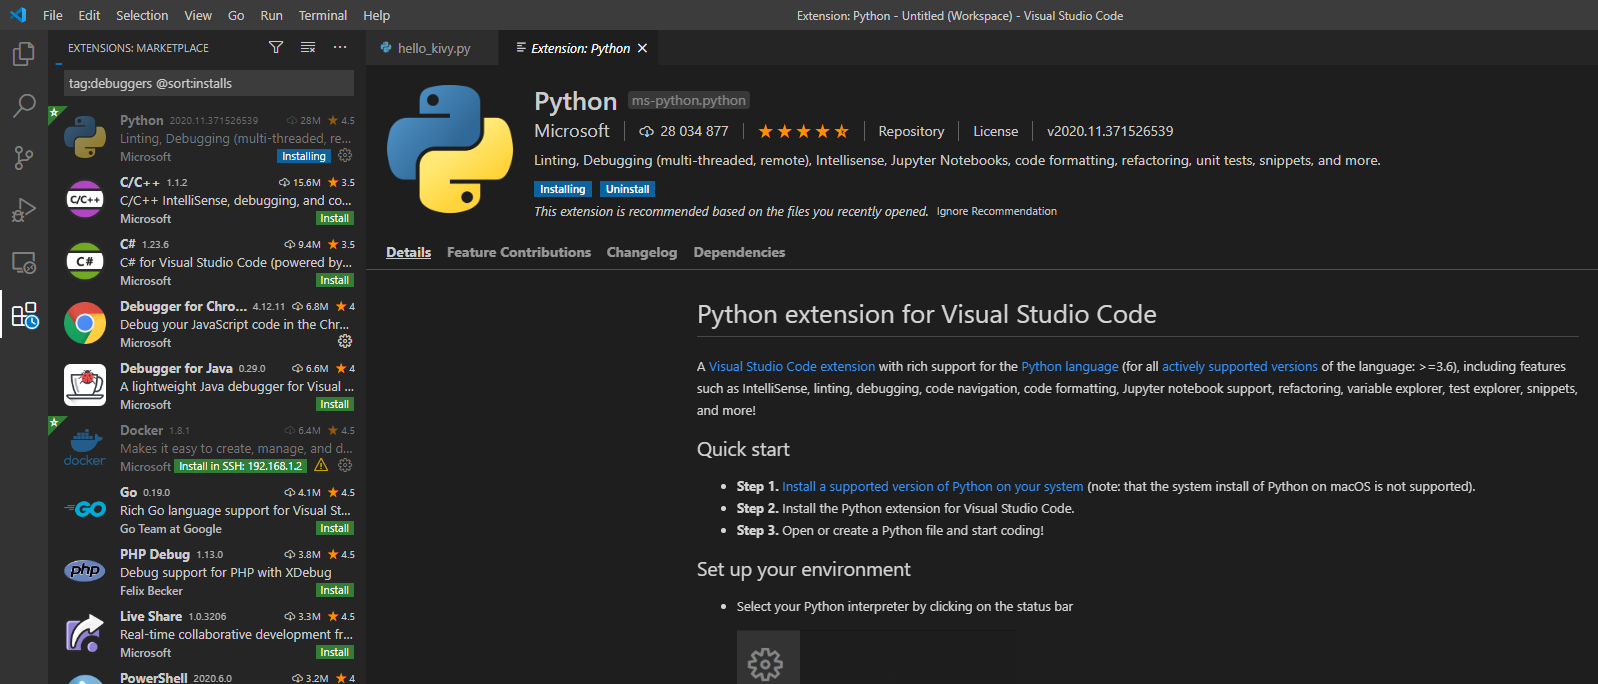 File Edit Selection View Go Run Terminal Help
Extension: Python - Untitled (Workspace) - Visual Studio Code
EXTENSIONS: MARKETPLACE
tag:debuggers @sort:installs
Python 2020.11.371526539 28M 4.5
Linting, Debugging (multi-threaded, re...
Microsoft Installing
C/C++
C/C++ 1.1.2 15.6M 3.5
C/C++ IntelliSense, debugging, and co...
Microsoft Install
C#
C# 1.23.6 9.4M 3.5
C# for Visual Studio Code (powered by...
Microsoft Install
Debugger for Chro... 4.12.11 6.8M 4
Debug your JavaScript code in the Chr...
Microsoft
Debugger for Java 0.29.0 6.6M 4
A lightweight Java debugger for Visual ...
Microsoft Install
docker
Docker 1.8.1 6.4M 4.5
Makes it easy to create, manage, and d...
Microsoft Install in SSH: 192.168.1.2
GO
Go 0.19.0 4.1M 4.5
Rich Go language support for Visual St...
Go Team at Google Install
php
PHP Debug 1.13.0 3.8M 4.5
Debug support for PHP with XDebug
Felix Becker Install
Live Share 1.0.3206 3.3M 4.5
Real-time collaborative development fr...
Microsoft Install
PowerShell 2020.6.0 3.2M 4
hello_kivy.py
Extension: Python
Python ms-python.python
Microsoft 28 034 877 Repository License v2020.11.371526539
Linting, Debugging (multi-threaded, remote), Intellisense, Jupyter Notebooks, code formatting, refactoring, unit tests, snippets, and more.
Installing Uninstall
This extension is recommended based on the files you recently opened. Ignore Recommendation
Details Feature Contributions Changelog Dependencies
Python extension for Visual Studio Code
A Visual Studio Code extension with rich support for the Python language (for all actively supported versions of the language: >=3.6), including features
such as IntelliSense, linting, debugging, code navigation, code formatting, Jupyter notebook support, refactoring, variable explorer, test explorer, snippets,
and more!
Quick start
• Step 1. Install a supported version of Python on your system (note: that the system install of Python on macOS is not supported).
• Step 2. Install the Python extension for Visual Studio Code.
• Step 3. Open or create a Python file and start coding!
Set up your environment
• Select your Python interpreter by clicking on the status bar